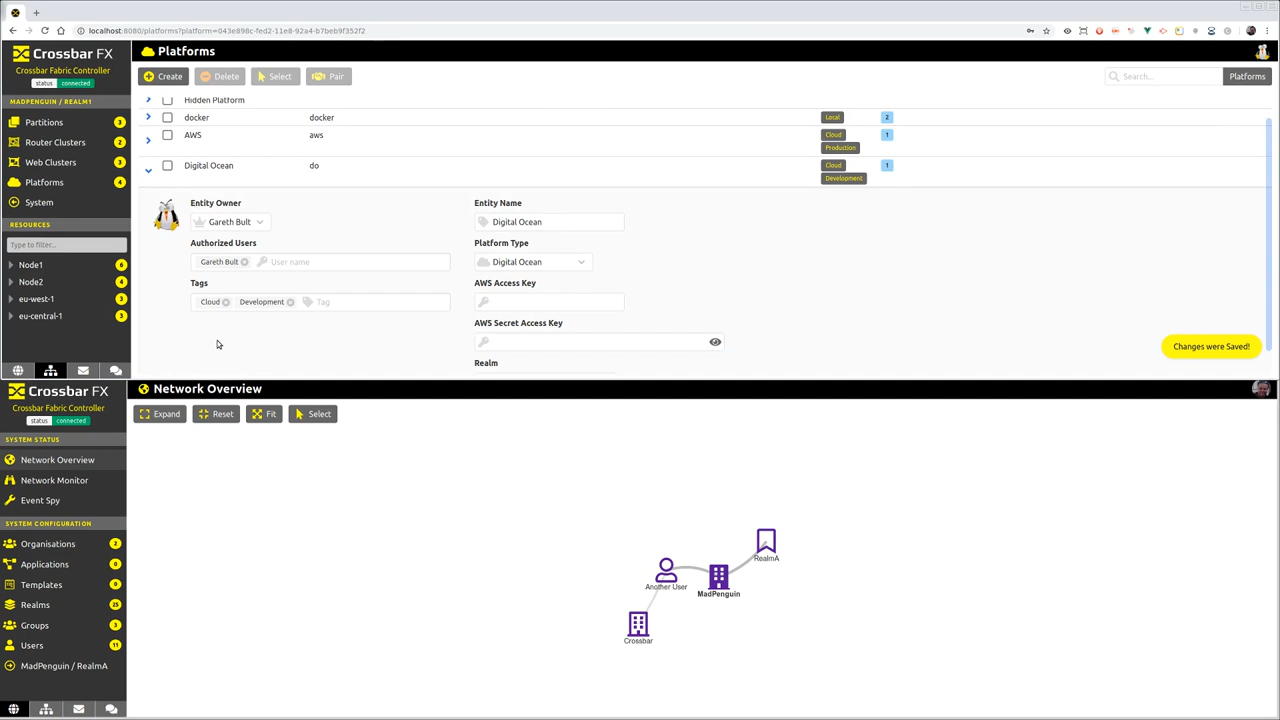 localhost:8080/platforms?platform=043e898c-fed2-11e8-92a4-b7beb9f352f2
Crossbar FX
Crossbar Fabric Controller
status connected
MADPENGUIN / REALM1
Partitions 3
Router Clusters 2
Web Clusters 3
Platforms 4
System
RESOURCES
Type to filter...
Node1 6
Node2 4
eu-west-1 3
eu-central-1 3
Platforms
Create Delete Select Pair Search... Platforms
Hidden Platform
docker docker Local 2
AWS aws Cloud 1
Production
Digital Ocean do Cloud 1
Development
Entity Owner Entity Name
Gareth Bult Digital Ocean
Authorized Users Platform Type
Gareth Bult User name Digital Ocean
Tags AWS Access Key
Cloud Development Tag
AWS Secret Access Key
Changes were Saved!
Realm
Crossbar FX
Crossbar Fabric Controller
status connected
SYSTEM STATUS
Network Overview
Network Monitor
Event Spy
SYSTEM CONFIGURATION
Organisations 2
Applications 0
Templates 0
Realms 25
Groups 3
Users 11
MadPenguin / RealmA
Network Overview
Expand Reset Fit Select
RealmA
Another User
MadPenguin
Crossbar